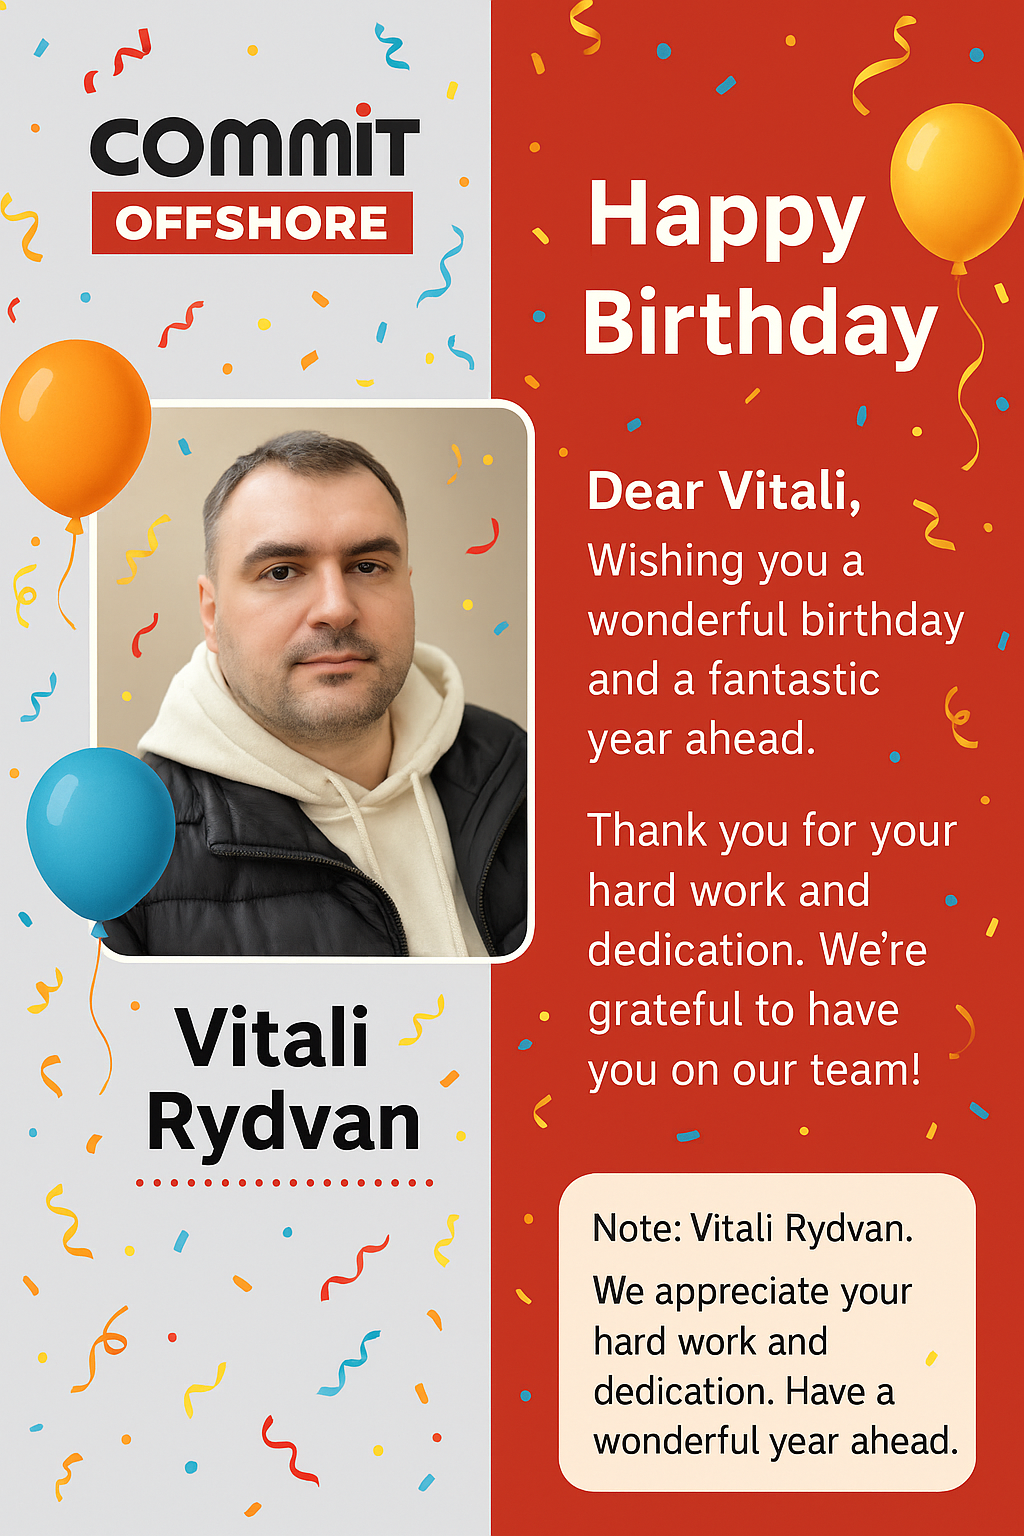 COMMiT
OFFSHORE
Happy
Birthday
Dear Vitali,
Wishing you a
wonderful birthday
and a fantastic
year ahead.
Thank you for your
hard work and
dedication. We’re
grateful to have
you on our team!
Vitali
Rydvan
Note: Vitali Rydvan.
We appreciate your
hard work and
dedication. Have a
wonderful year ahead.